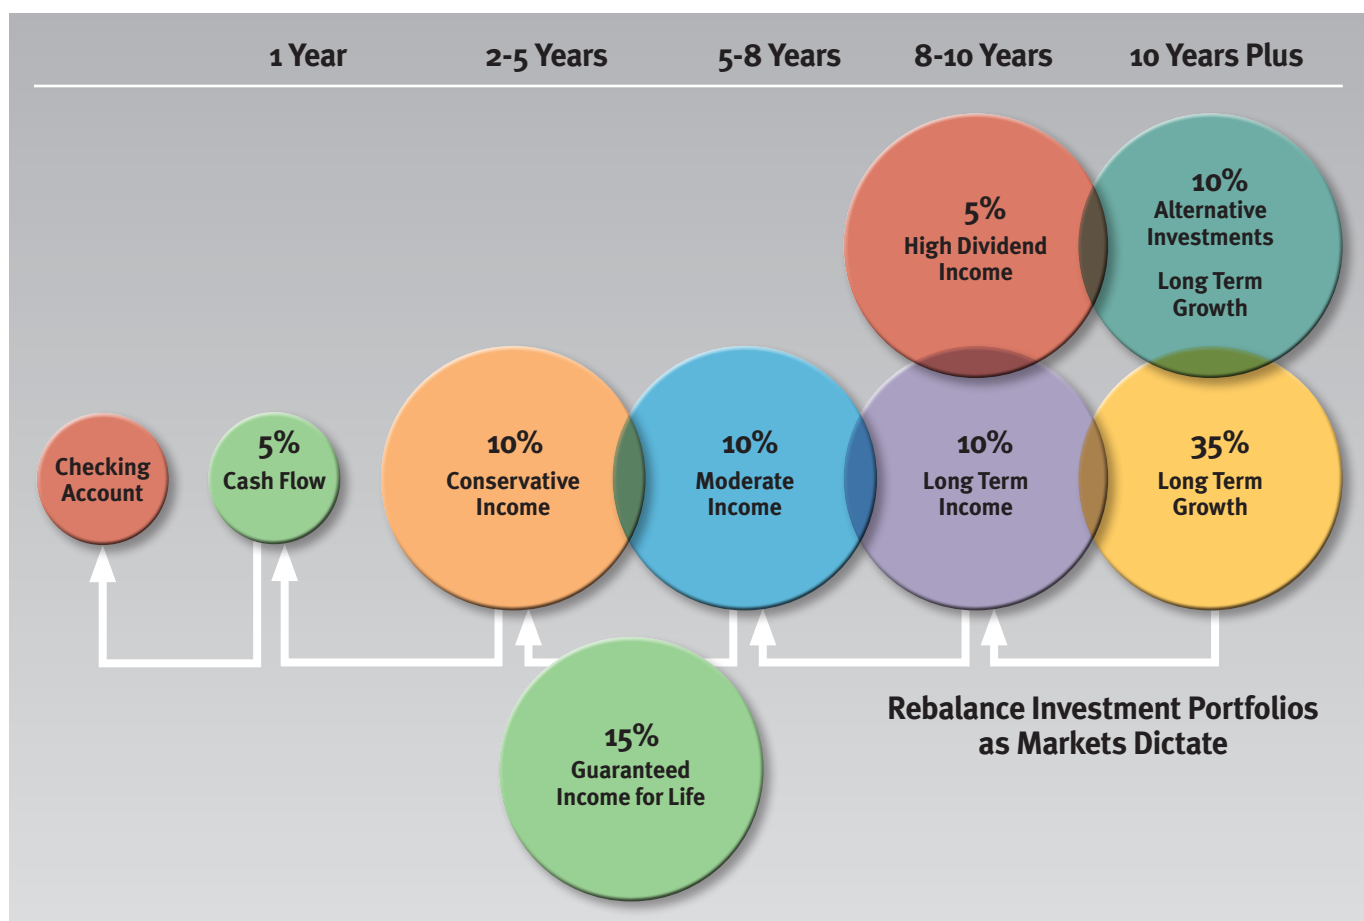 1 Year
2-5 Years
5-8 Years
8-10 Years
10 Years Plus
5%
High Dividend
Income
10%
Alternative
Investments
Long Term
Growth
Checking
Account
5%
Cash Flow
10%
Conservative
Income
10%
Moderate
Income
10%
Long Term
Income
35%
Long Term
Growth
15%
Guaranteed
Income for Life
Rebalance Investment Portfolios
as Markets Dictate